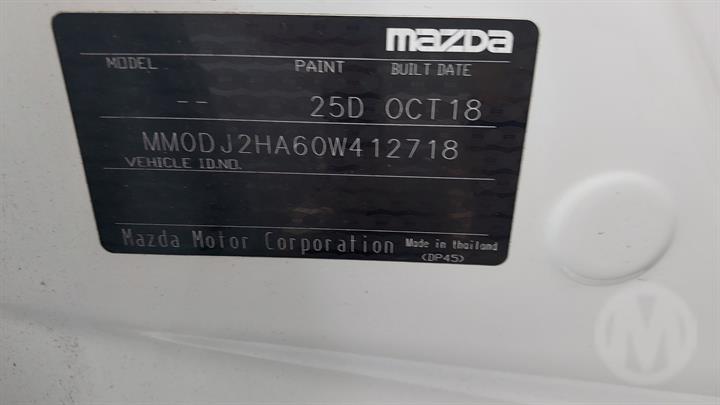 mazda
MODEL PAINT BUILT DATE
-- 25D OCT18
MM0DJ2HA60W412718
VEHICLE ID.NO.
Mazda Motor Corporation Made in thailand
(DP45)
M